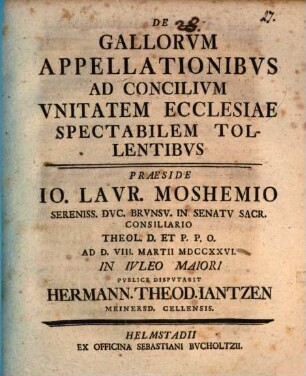 27.
DE 28.
GALLORVM
APPELLATIONIBVS
AD CONCILIVM
VNITATEM ECCLESIAE
SPECTABILEM TOL-
LENTIBVS
PRAESIDE
IO. LAVR. MOSHEMIO
SERENISS. DVC. BRVNSV. IN SENATV SACR.
CONSILIARIO
THEOL. D. ET P. P. O.
AD D. VIII. MARTII MDCCXXVI.
IN IVLEO MAIORI
PVBLICE DISPVTABIT
HERMANN. THEOD. IANTZEN
MEINERSD. CELLENSIS.
HELMSTADII
EX OFFICINA SEBASTIANI BVCHOLTZII.